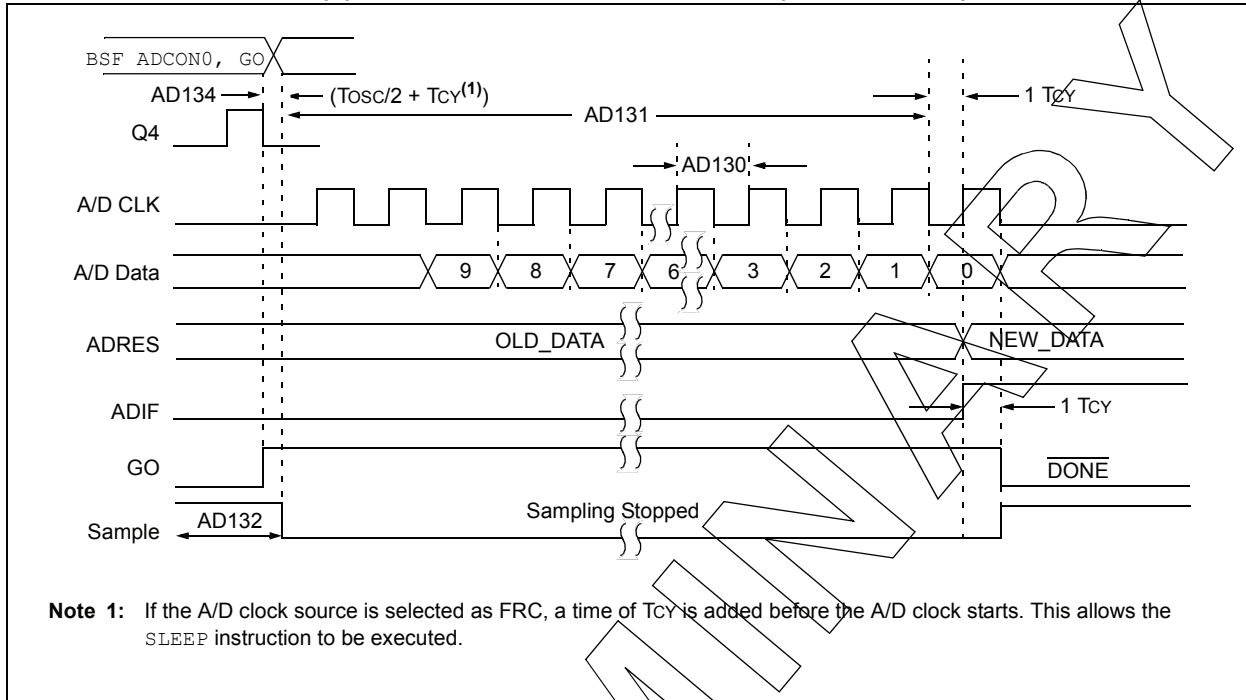 BSF ADCON0, GO
AD134
(TOSC/2 + TCY(1))
1 TCY
AD131
Q4
AD130
A/D CLK
A/D Data
9
8
7
6
3
2
1
0
ADRES
OLD_DATA
NEW_DATA
ADIF
1 TCY
GO
DONE
Sample
AD132
Sampling Stopped
Note 1: If the A/D clock source is selected as FRC, a time of TCY is added before the A/D clock starts. This allows the
SLEEP instruction to be executed.
MINARY